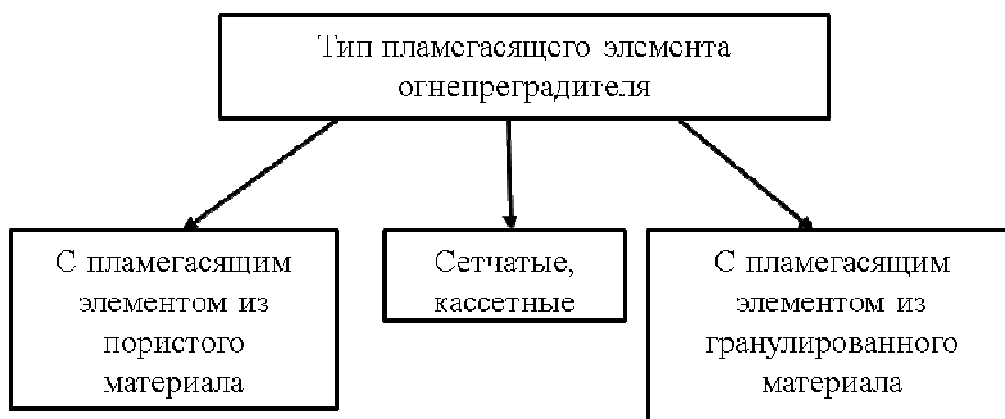 Тип пламегасящего элемента
огнепреградителя
С пламегасящим
элементом из
пористого
материала
Сетчатые,
кассетные
С пламегасящим
элементом из
гранулированного
материала